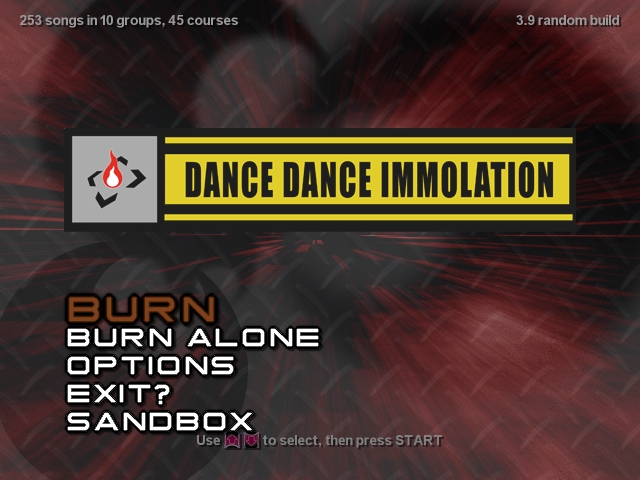 253 songs in 10 groups, 45 courses
3.9 random build
DANCE DANCE IMMOLATION
BURN
BURN ALONE
OPTIONS
EXIT?
SANDBOX
Use to select, then press START